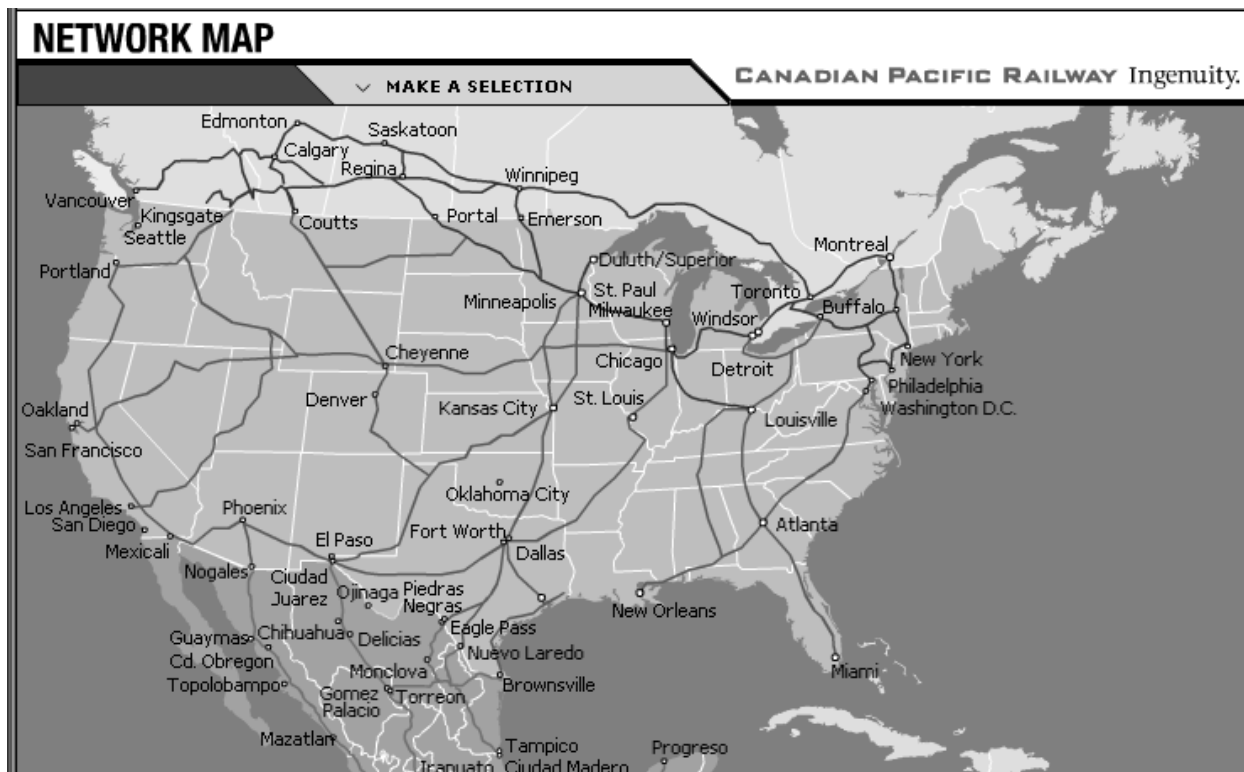 NETWORK MAP
MAKE A SELECTION
CANADIAN PACIFIC RAILWAY Ingenuity.
Edmonton
Saskatoon
Calgary
Regina
Winnipeg
Vancouver
Kingsgate
Seattle
Coutts
Portal
Emerson
Montreal
Portland
Duluth/Superior
Minneapolis
St. Paul
Milwaukee
Toronto
Windsor
Buffalo
Cheyenne
Chicago
Detroit
New York
Philadelphia
Washington D.C.
Denver
Kansas City
St. Louis
Louisville
Oakland
San Francisco
Oklahoma City
Los Angeles
San Diego
Mexicali
Phoenix
El Paso
Fort Worth
Dallas
Atlanta
Nogales
Ciudad
Juarez
Ojinaga
Piedras
Negras
Eagle Pass
New Orleans
Guaymas
Chihuahua
Delicias
Nuevo Laredo
Cd. Obregon
Monclova
Topolobampo
Gomez
Palacio
Torreon
Brownsville
Miami
Mazatlan
Tampico
Ciudad Madero
Progreso
Irapuato